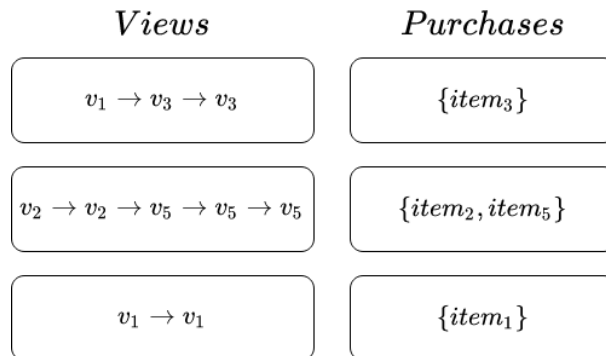 Views Purchases
v₁ → v₃ → v₃ {item₃}
v₂ → v₂ → v₅ → v₅ → v₅ {item₂, item₅}
v₁ → v₁ {item₁}